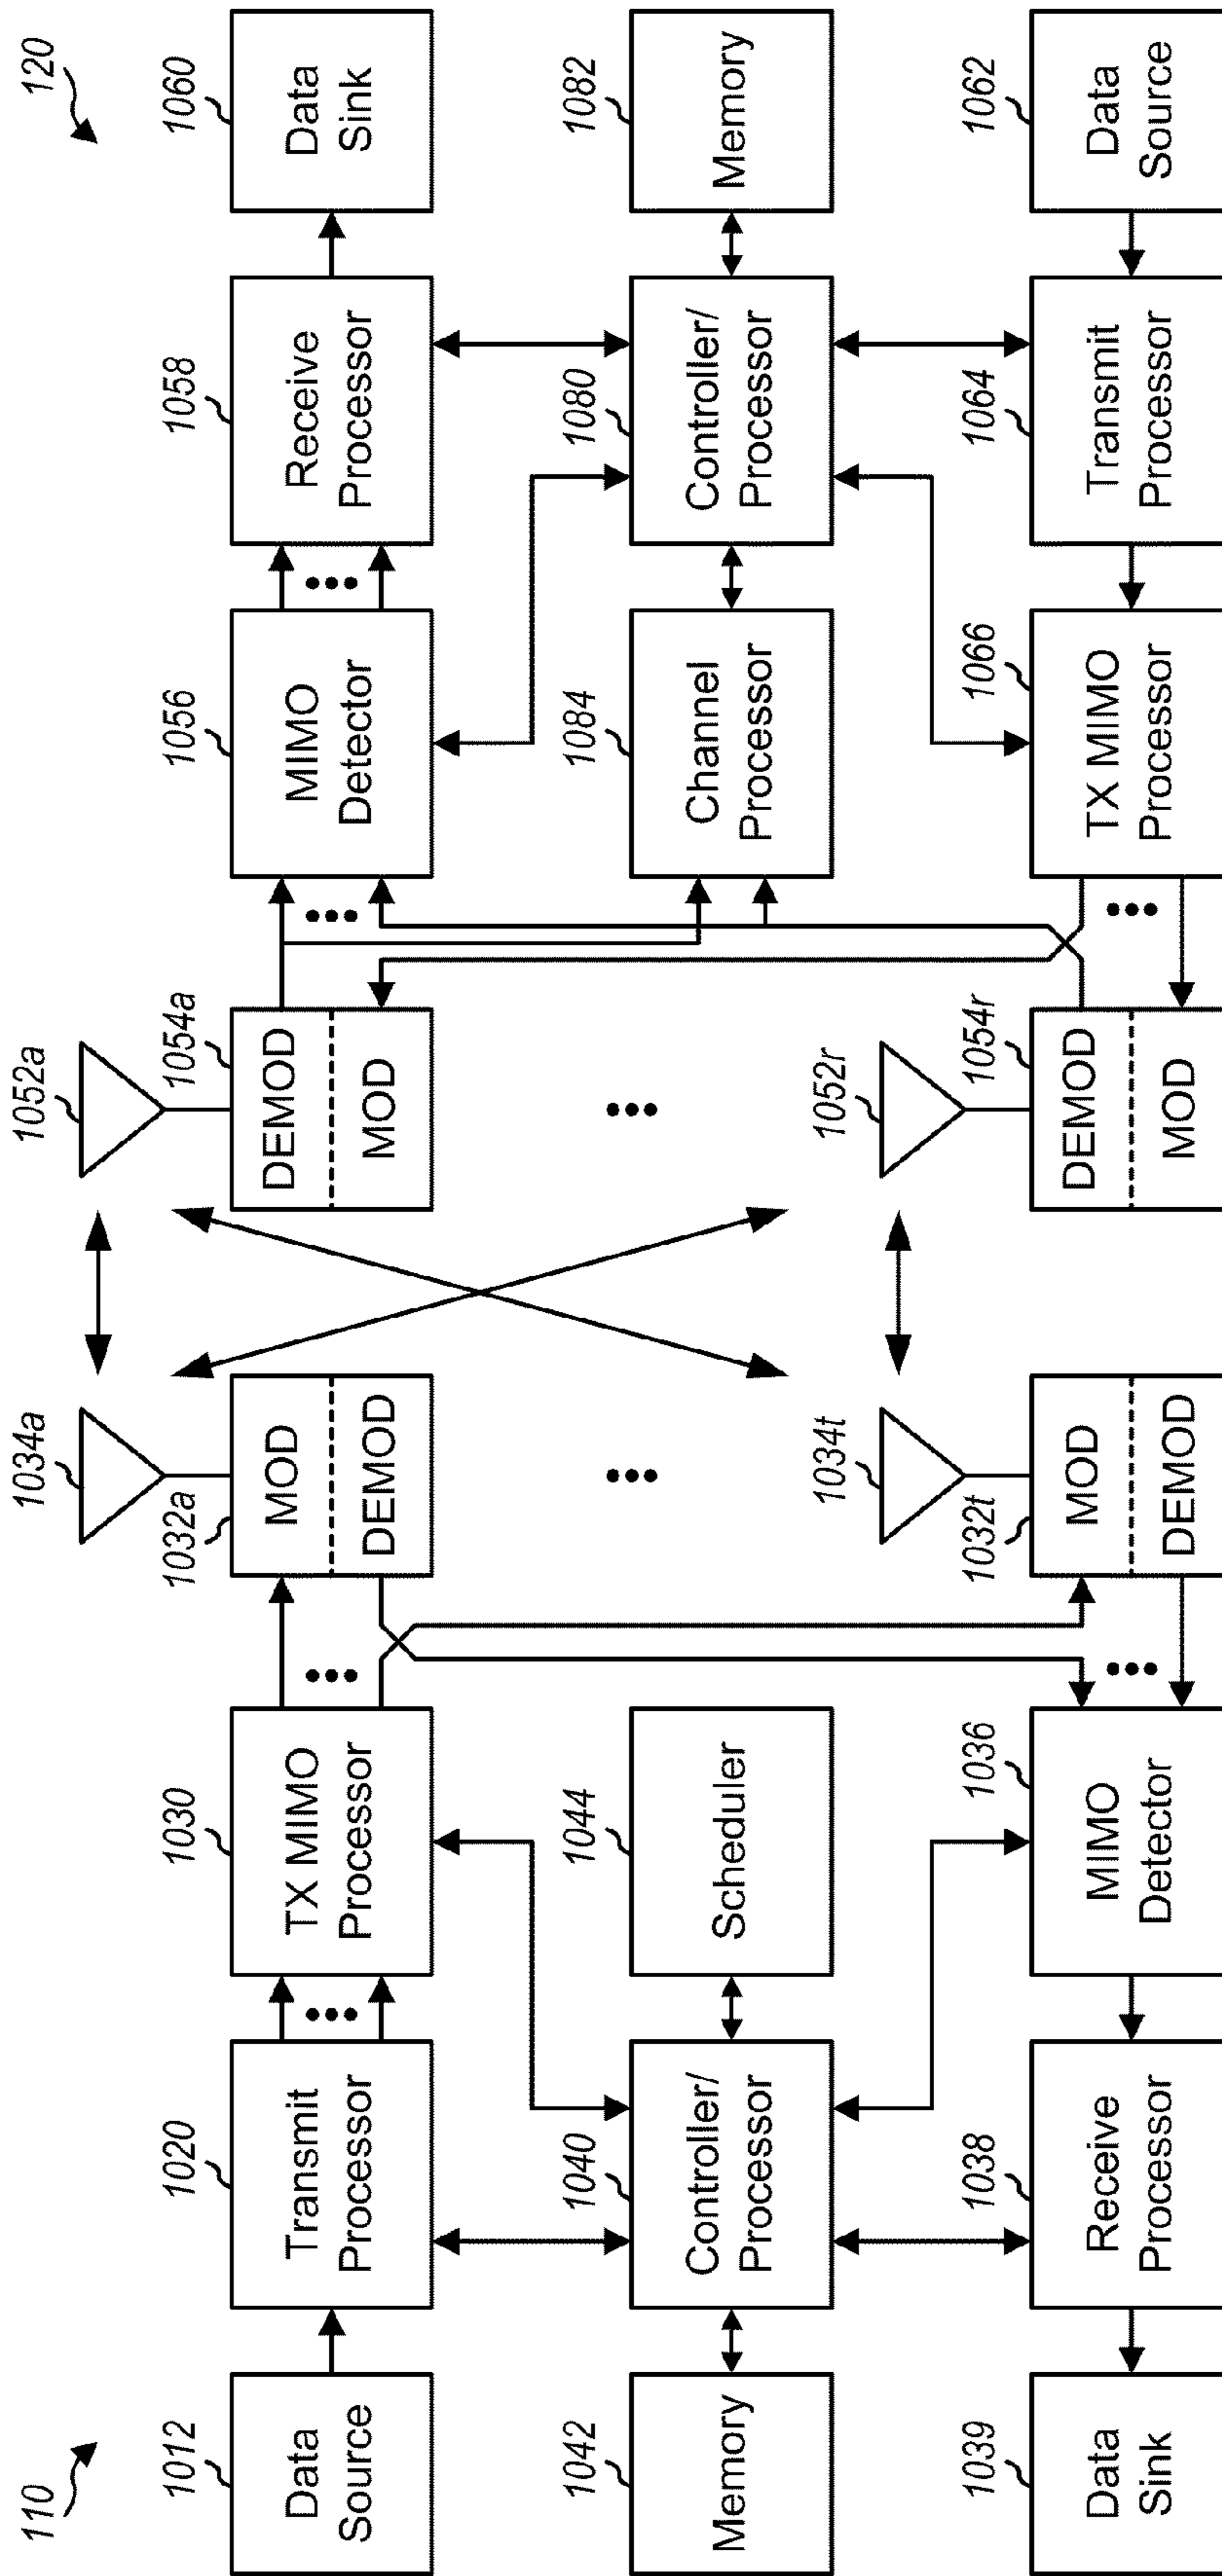 110
120
1034a
1052a
1012
1020
1030
1032a
1054a
1056
1058
1060
Data
Source
Transmit
Processor
TX MIMO
Processor
MOD
DEMOD
DEMOD
MOD
MIMO
Detector
Receive
Processor
Data
Sink
1042
1040
1044
1084
1080
1082
Memory
Controller/
Processor
Scheduler
Channel
Processor
Controller/
Processor
Memory
1034t
1052r
1039
1038
1036
1032t
1054r
1066
1064
1062
Data
Sink
Receive
Processor
MIMO
Detector
MOD
DEMOD
DEMOD
MOD
TX MIMO
Processor
Transmit
Processor
Data
Source